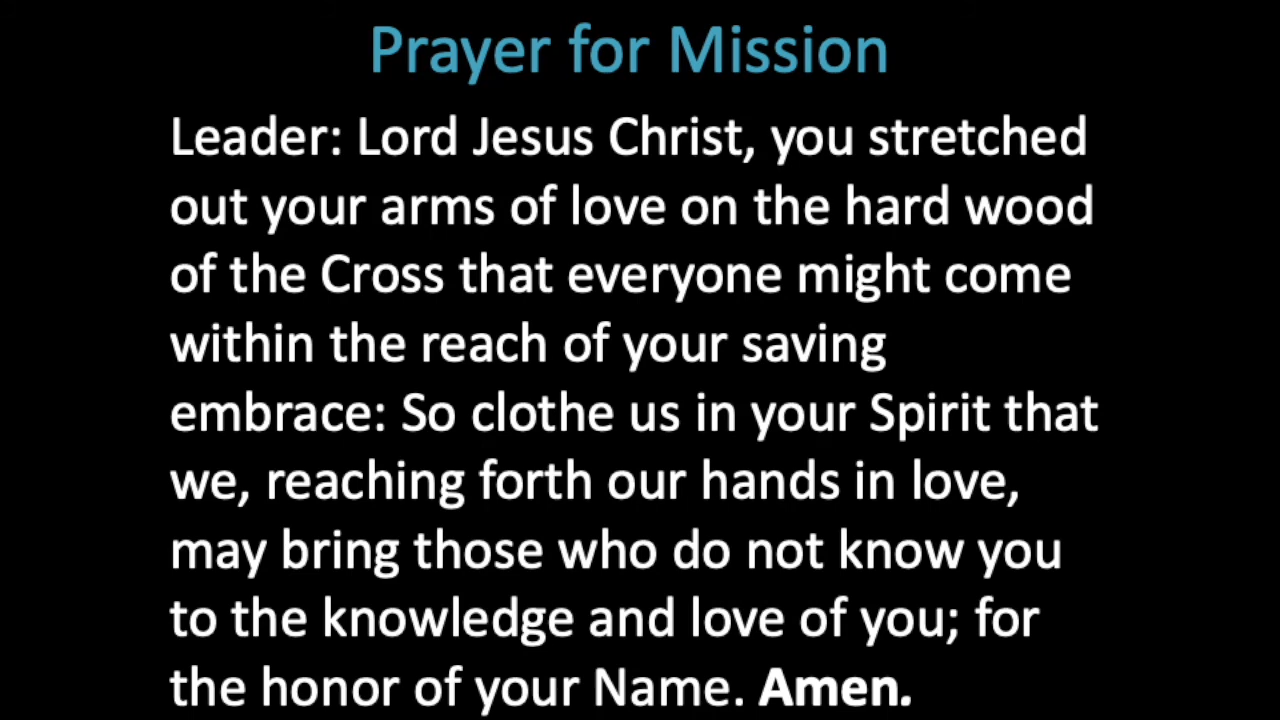 Prayer for Mission
Leader: Lord Jesus Christ, you stretched
out your arms of love on the hard wood
of the Cross that everyone might come
within the reach of your saving
embrace: So clothe us in your Spirit that
we, reaching forth our hands in love,
may bring those who do not know you
to the knowledge and love of you; for
the honor of your Name. Amen.